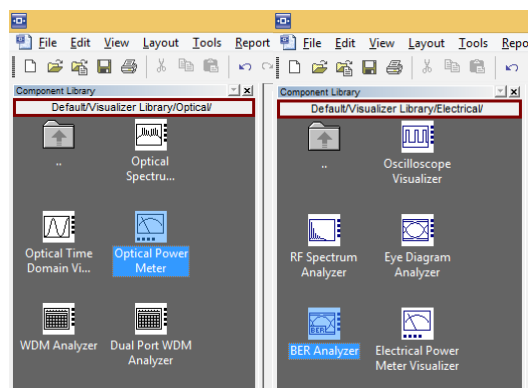 File Edit View Layout Tools Report
Component Library
Default/Visualizer Library/Optical/
..
Optical
Spectru...
Optical Time
Domain Vi...
Optical Power
Meter
WDM Analyzer
Dual Port WDM
Analyzer
File Edit View Layout Tools Repo
Component Library
Default/Visualizer Library/Electrical/
..
Oscilloscope
Visualizer
RF Spectrum
Analyzer
Eye Diagram
Analyzer
BER
BER Analyzer
Electrical Power
Meter Visualizer